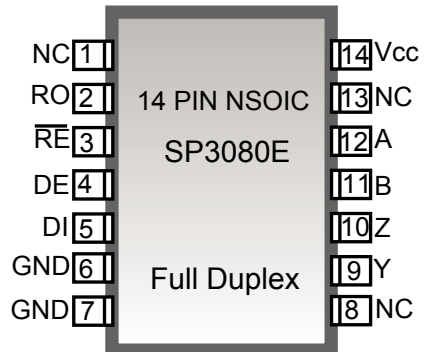 NC 1
RO 2
R̅E̅ 3
DE 4
DI 5
GND 6
GND 7
14 PIN NSOIC
SP3080E
Full Duplex
14 Vcc
13 NC
12 A
11 B
10 Z
9 Y
8 NC